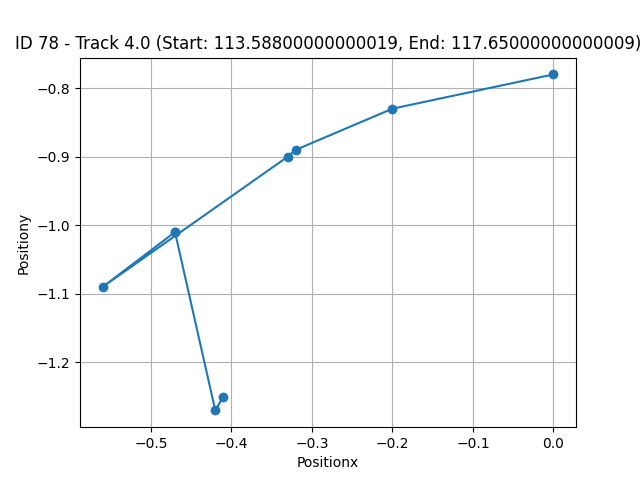 ID 78 - Track 4.0 (Start: 113.58800000000019, End: 117.65000000000009)
−0.8
−0.9
−1.0
−1.1
−1.2
Positiony
−0.5 −0.4 −0.3 −0.2 −0.1 0.0
Positionx